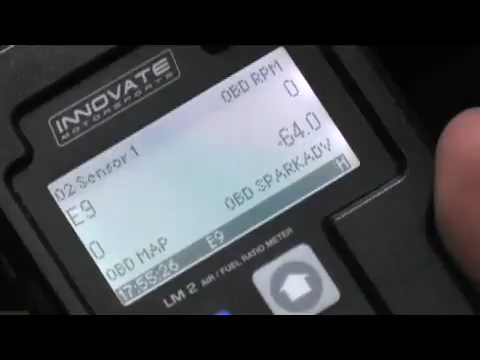 INNOVATE
MOTORSPORTS
OBD RPM
0
O2 Sensor 1
-64.0
E9
OBD SPARKADV
0
OBD MAP
H
17:55:26
E9
LM 2 AIR / FUEL RATIO METER